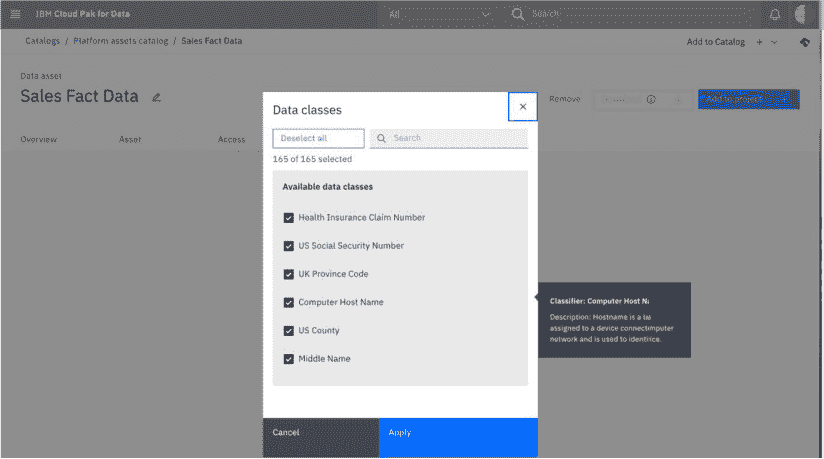 IBM Cloud Pak for Data
All
Search
Catalogs / Platform assets catalog / Sales Fact Data
Add to Catalog
Data asset
Sales Fact Data
Remove
Overview
Asset
Access
Data classes
Deselect all
Search
165 of 165 selected
Available data classes
Health Insurance Claim Number
US Social Security Number
UK Province Code
Computer Host Name
US County
Middle Name
Classifier: Computer Host
Description: Hostname is a
assigned to a device
network and is used to
Cancel
Apply